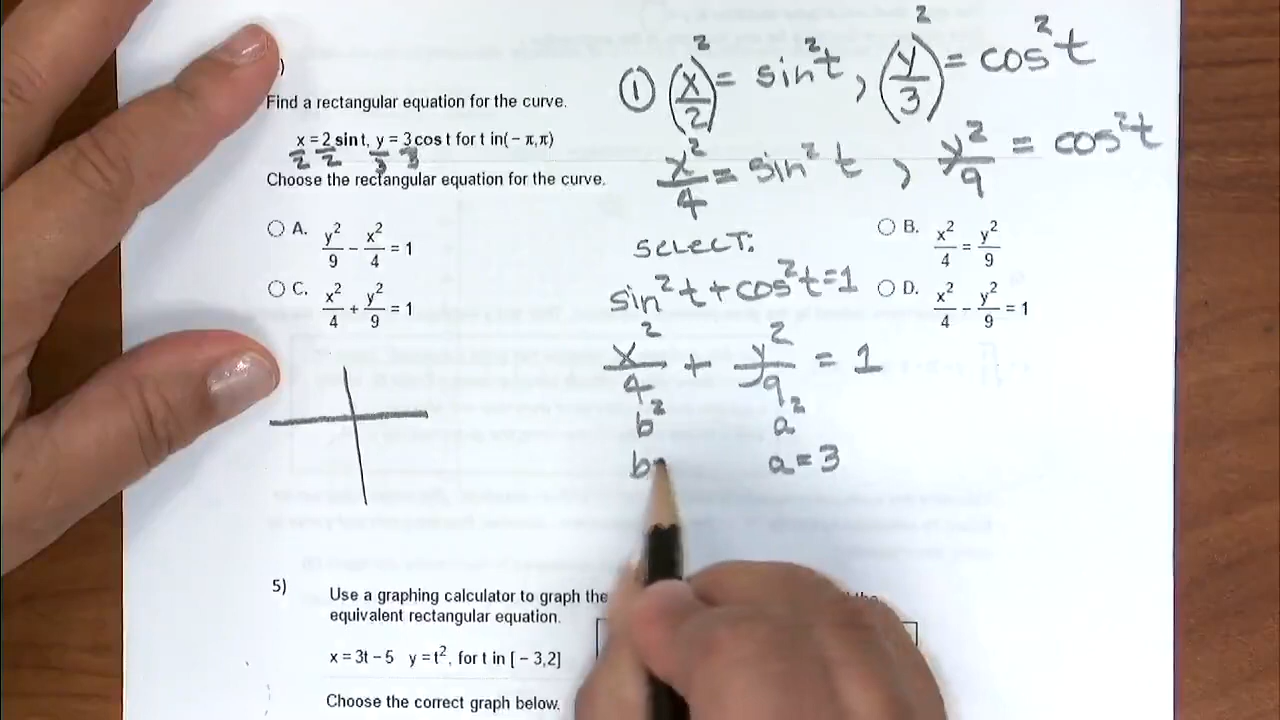 )
Find a rectangular equation for the curve.
x = 2 sin t, y = 3 cos t for t in(− π,π)
2 2 3 3
Choose the rectangular equation for the curve.
A. y²/9 − x²/4 = 1
B. x²/4 = y²/9
C. x²/4 + y²/9 = 1
D. x²/4 − y²/9 = 1
① (x/2)² = sin²t, (y/3)² = cos²t
x²/4 = sin²t, y²/9 = cos²t
SELECT:
sin²t + cos²t = 1
x²/4 + y²/9 = 1
b² a²
b= a=3
5)
Use a graphing calculator to graph the
equivalent rectangular equation.
x = 3t − 5 y = t², for t in [ − 3,2]
Choose the correct graph below.